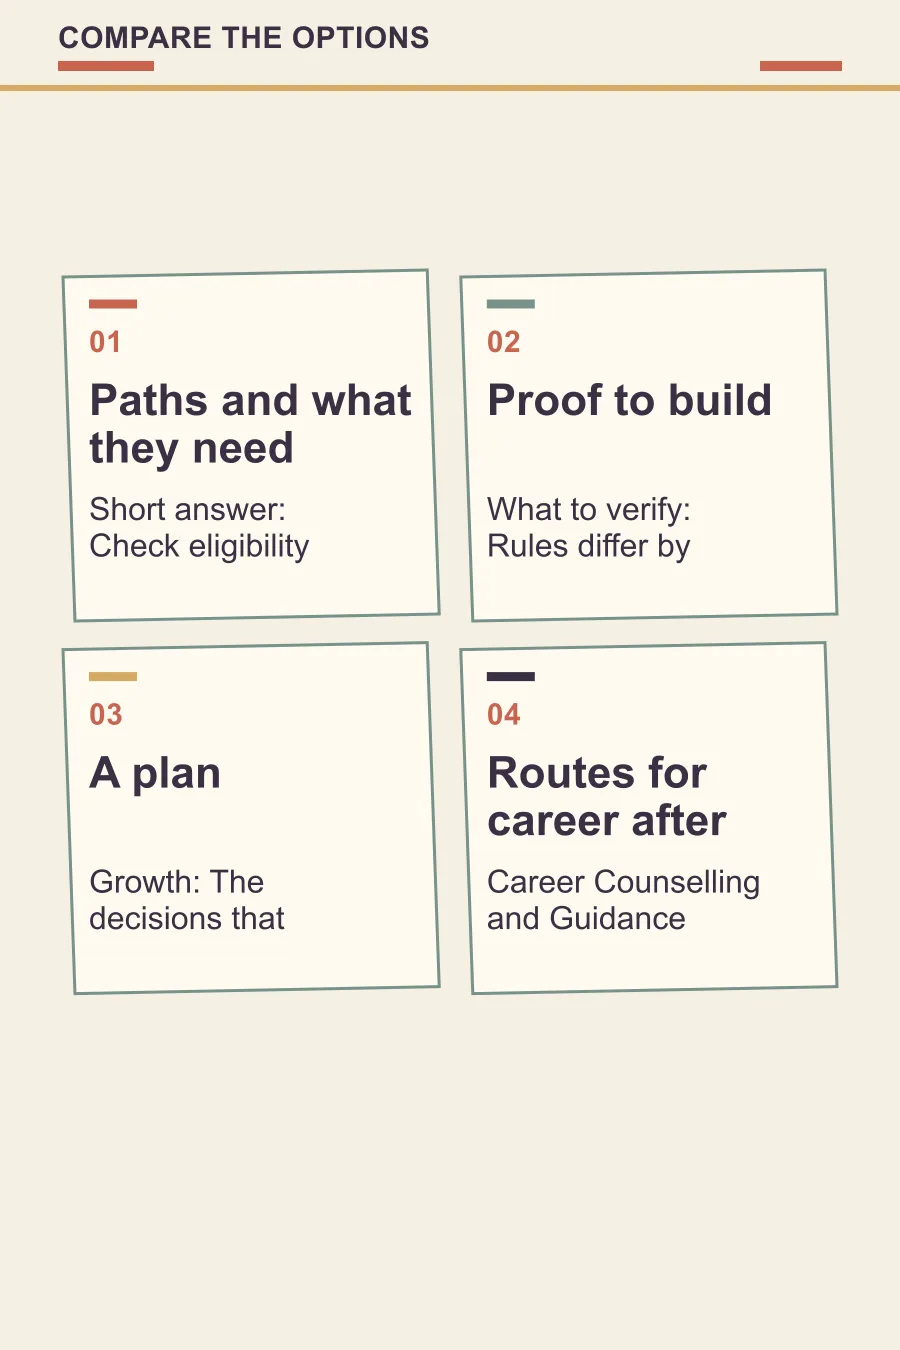 COMPARE THE OPTIONS
01
Paths and what
they need
Short answer:
Check eligibility
02
Proof to build
What to verify:
Rules differ by
03
A plan
Growth: The
decisions that
04
Routes for
career after
Career Counselling
and Guidance